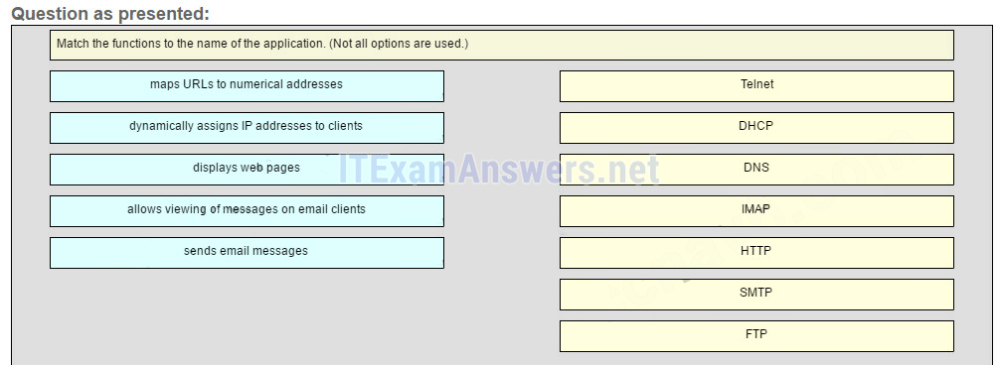 Question as presented:
Match the functions to the name of the application. (Not all options are used.)
maps URLs to numerical addresses
Telnet
dynamically assigns IP addresses to clients
DHCP
displays web pages
ITExamAnswers.net
DNS
allows viewing of messages on email clients
IMAP
HTTP
sends email messages
SMTP
FTP